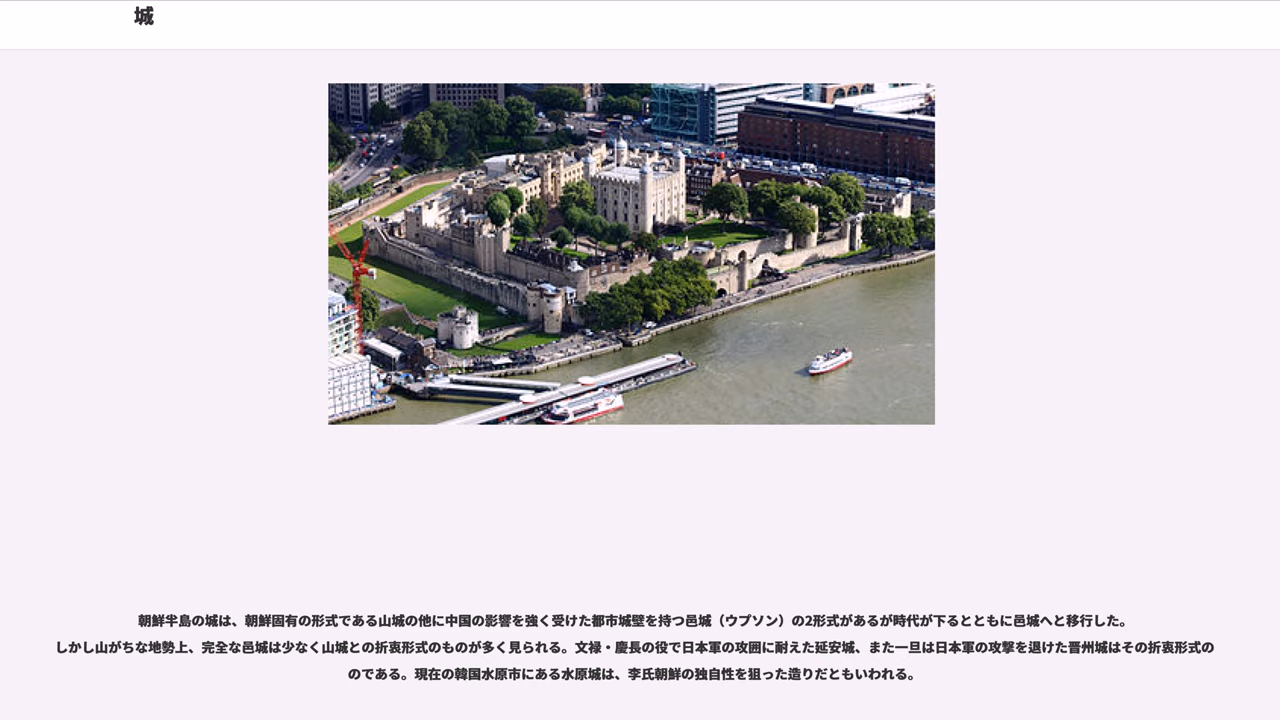 城
朝鮮半島の城は、朝鮮固有の形式である山城の他に中国の影響を強く受けた都市城壁を持つ邑城（ウプソン）の2形式があるが時代が下るとともに邑城へと移行した。
しかし山がちな地勢上、完全な邑城は少なく山城との折衷形式のものが多く見られる。文禄・慶長の役で日本軍の攻囲に耐えた延安城、また一旦は日本軍の攻撃を退けた晋州城はその折衷形式の
のである。現在の韓国水原市にある水原城は、李氏朝鮮の独自性を狙った造りだともいわれる。